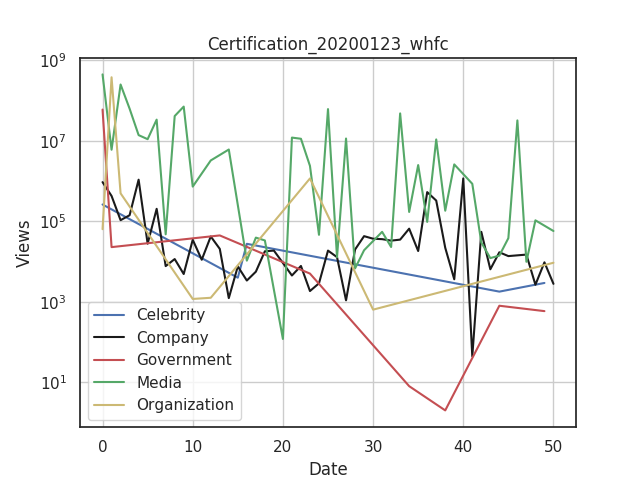 Certification_20200123_whfc
Views
10^9
10^7
10^5
10^3
10^1
Celebrity
Company
Government
Media
Organization
0 10 20 30 40 50
Date